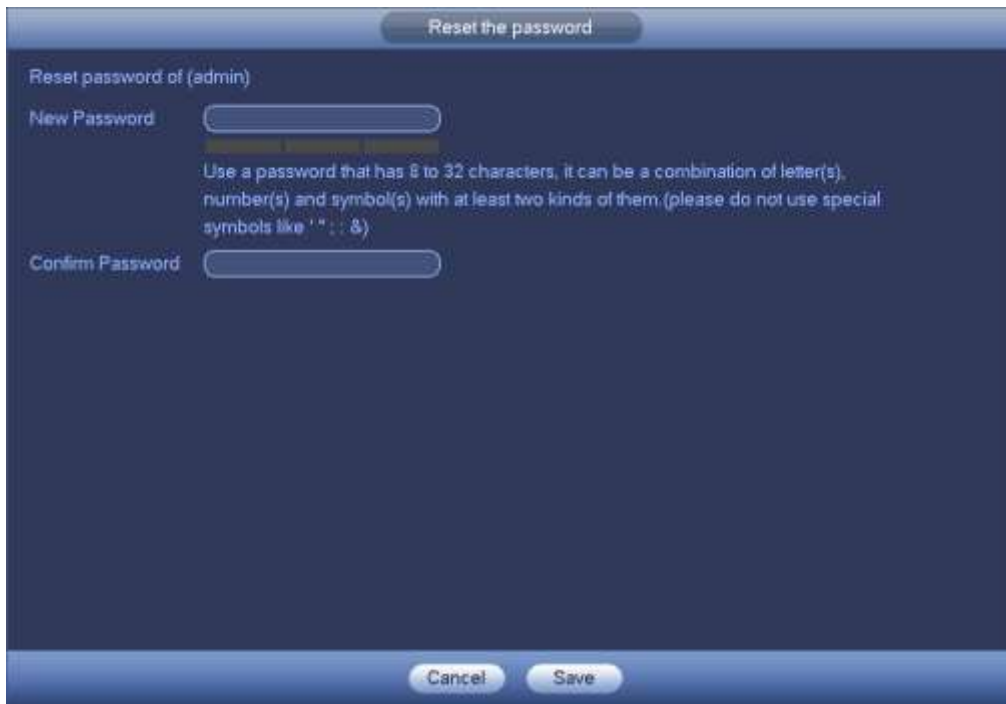 Reset the password
Reset password of (admin)
New Password
Use a password that has 8 to 32 characters, it can be a combination of letter(s),
number(s) and symbol(s) with at least two kinds of them.(please do not use special
symbols like ' " ; : &)
Confirm Password
Cancel Save